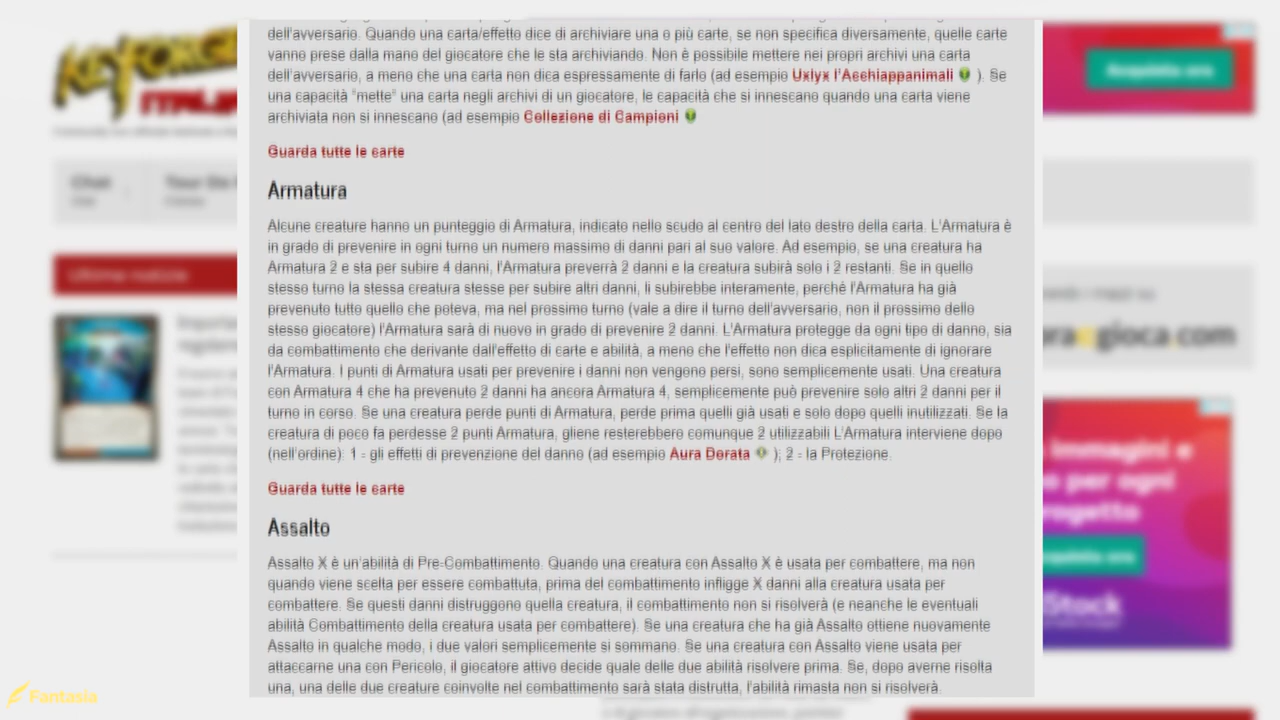 dell'avversario. Quando una carta/effetto dice di archiviare una o più carte, se non specifica diversamente, quelle carte
vanno prese dalla mano del giocatore che le sta archiviando. Non è possibile mettere nei propri archivi una carta
dell'avversario, a meno che una carta non dica espressamente di farlo (ad esempio Uxlyx l'Acchiappanimali ). Se
una capacità "mette" una carta negli archivi di un giocatore, le capacità che si innescano quando una carta viene
archiviata non si innescano (ad esempio Collezione di Campioni
Guarda tutte le carte
Armatura
Alcune creature hanno un punteggio di Armatura, indicato nello scudo al centro del lato destro della carta. L'Armatura è
in grado di prevenire in ogni turno un numero massimo di danni pari al suo valore. Ad esempio, se una creatura ha
Armatura 2 e sta per subire 4 danni, l'Armatura preverrà 2 danni e la creatura subirà solo i 2 restanti. Se in quello
stesso turno la stessa creatura stesse per subire altri danni, li subirebbe interamente, perché l'Armatura ha già
prevenuto tutto quello che poteva, ma nel prossimo turno (vale a dire il turno dell'avversario, non il prossimo dello
stesso giocatore) l'Armatura sarà di nuovo in grado di prevenire 2 danni. L'Armatura protegge da ogni tipo di danno, sia
da combattimento che derivante dall'effetto di carte e abilità, a meno che l'effetto non dica esplicitamente di ignorare
l'Armatura. I punti di Armatura usati per prevenire i danni non vengono persi, sono semplicemente usati. Una creatura
con Armatura 4 che ha prevenuto 2 danni ha ancora Armatura 4, semplicemente può prevenire solo altri 2 danni per il
turno in corso. Se una creatura perde punti di Armatura, perde prima quelli già usati e solo dopo quelli inutilizzati. Se la
creatura di poco fa perdesse 2 punti Armatura, gliene resterebbero comunque 2 utilizzabili L'Armatura interviene dopo
(nell'ordine): 1 - gli effetti di prevenzione del danno (ad esempio Aura Dorata ); 2 - la Protezione.
Guarda tutte le carte
Assalto
Assalto X è un'abilità di Pre-Combattimento. Quando una creatura con Assalto X è usata per combattere, ma non
quando viene scelta per essere combattuta, prima del combattimento infligge X danni alla creatura usata per
combattere. Se questi danni distruggono quella creatura, il combattimento non si risolverà (e neanche le eventuali
abilità Combattimento della creatura usata per combattere). Se una creatura che ha già Assalto ottiene nuovamente
Assalto in qualche modo, i due valori semplicemente si sommano. Se una creatura con Assalto viene usata per
attaccarne una con Pericolo, il giocatore attivo decide quale delle due abilità risolvere prima. Se, dopo averne risolta
una, una delle due creature coinvolte nel combattimento sarà stata distrutta, l'abilità rimasta non si risolverà.
KEYFORGE
Chat
Tour De
Ultime notizie
Acquista ora
gioca.com
immagini e
o per ogni
rogetto
iStock
Fantasia